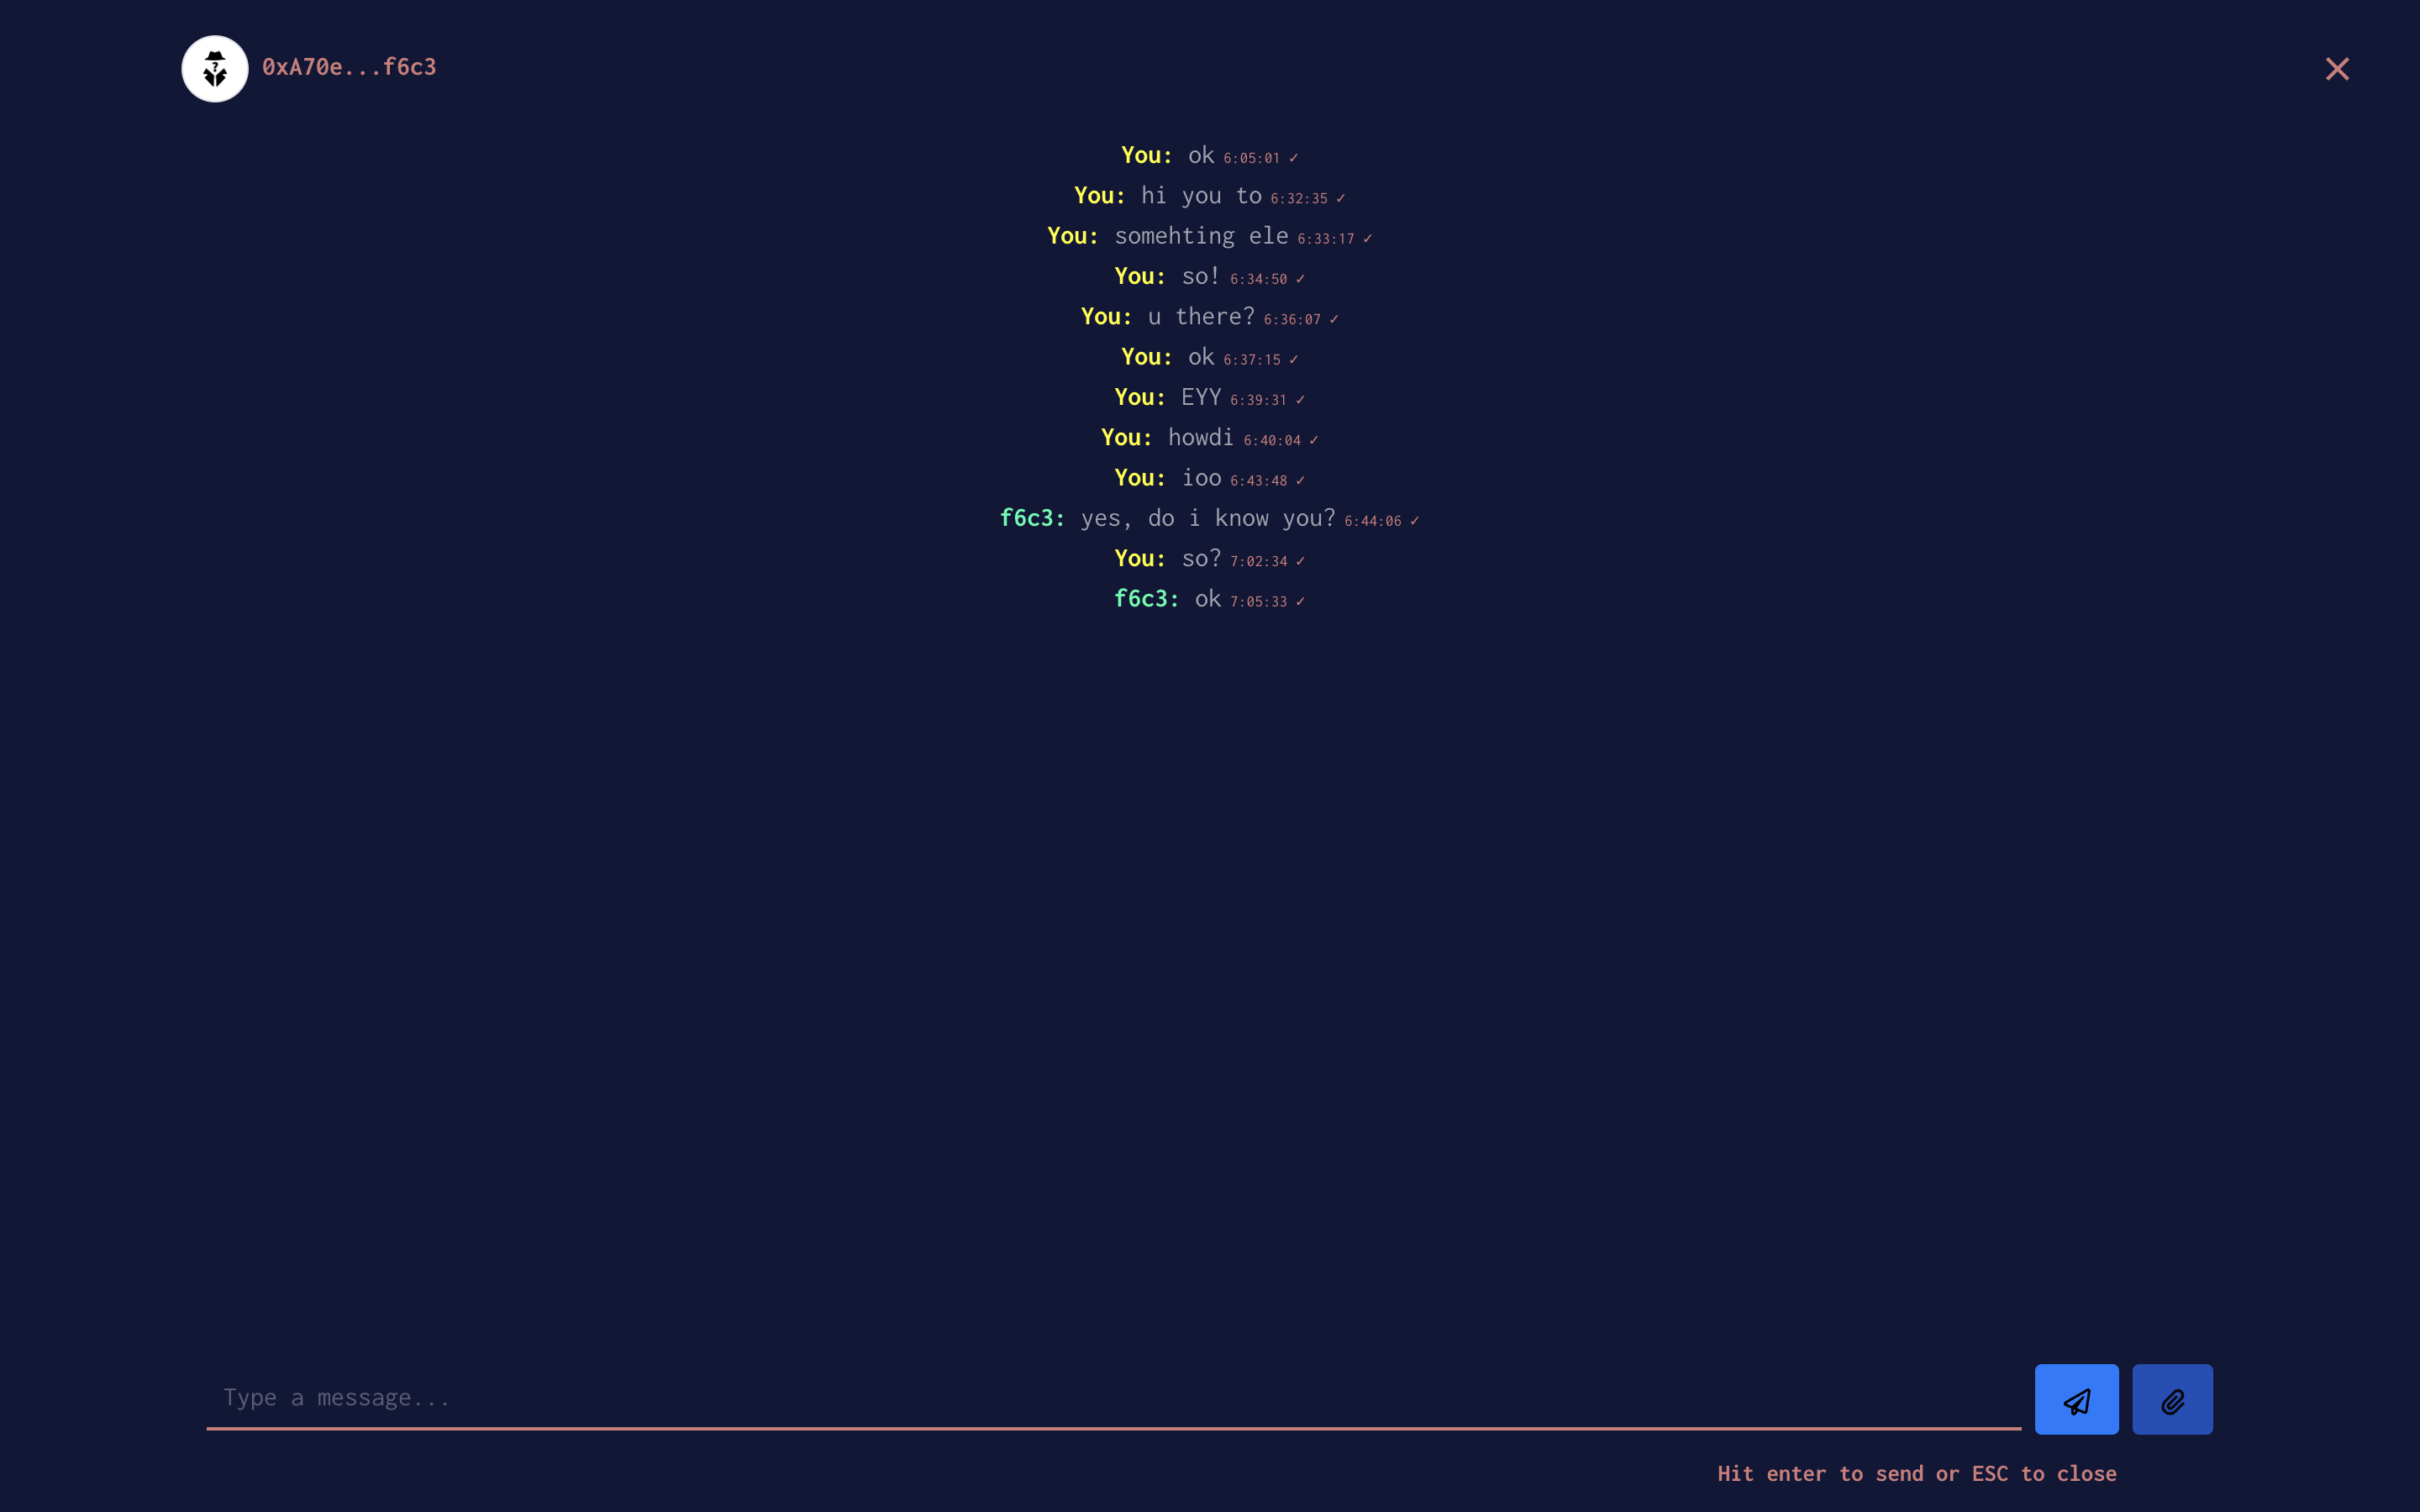 0xA70e...f6c3
You: ok 6:05:01 ✓
You: hi you to 6:32:35 ✓
You: somehting ele 6:33:17 ✓
You: so! 6:34:50 ✓
You: u there? 6:36:07 ✓
You: ok 6:37:15 ✓
You: EYY 6:39:31 ✓
You: howdi 6:40:04 ✓
You: ioo 6:43:48 ✓
f6c3: yes, do i know you? 6:44:06 ✓
You: so? 7:02:34 ✓
f6c3: ok 7:05:33 ✓
Type a message...
Hit enter to send or ESC to close